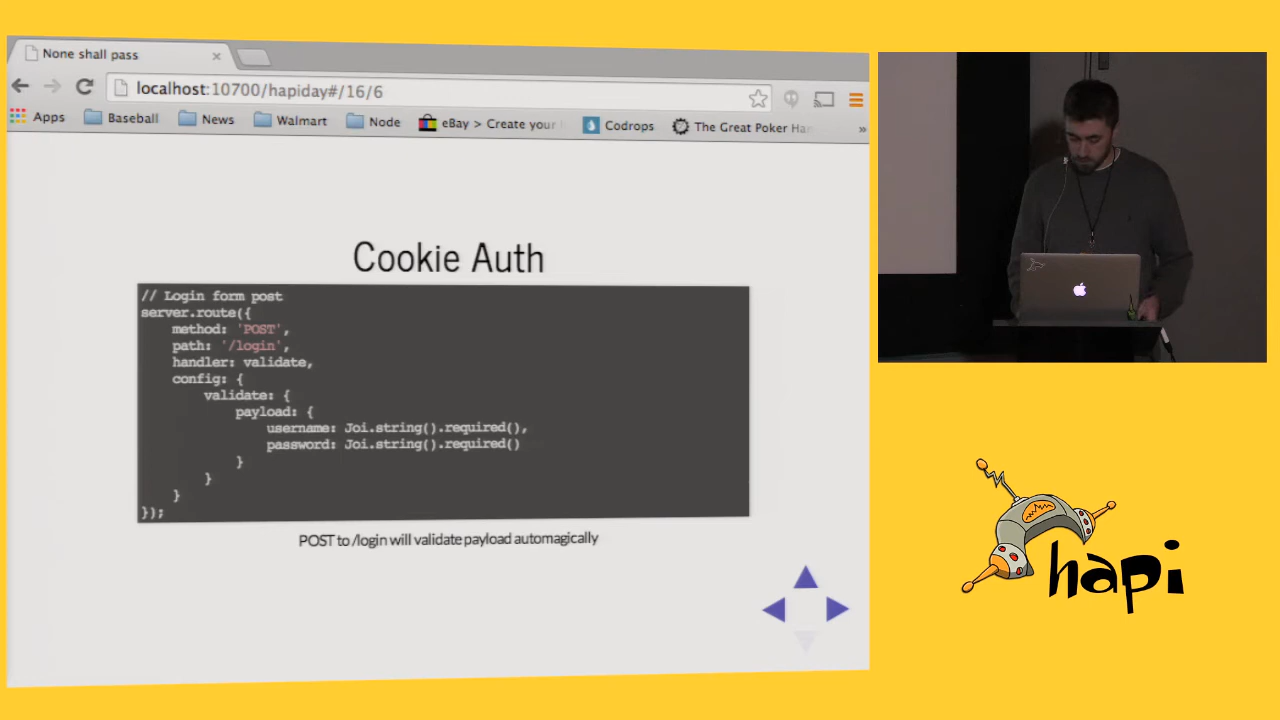 None shall pass
localhost:10700/hapiday#/16/6
Apps
Baseball
News
Walmart
Node
eBay > Create your
Codrops
The Great Poker Ha
»
Cookie Auth
// Login form post
server.route({
method: 'POST',
path: '/login',
handler: validate,
config: {
validate: {
payload: {
username: Joi.string().required(),
password: Joi.string().required()
}
}
}
});
POST to /login will validate payload automagically
hapi